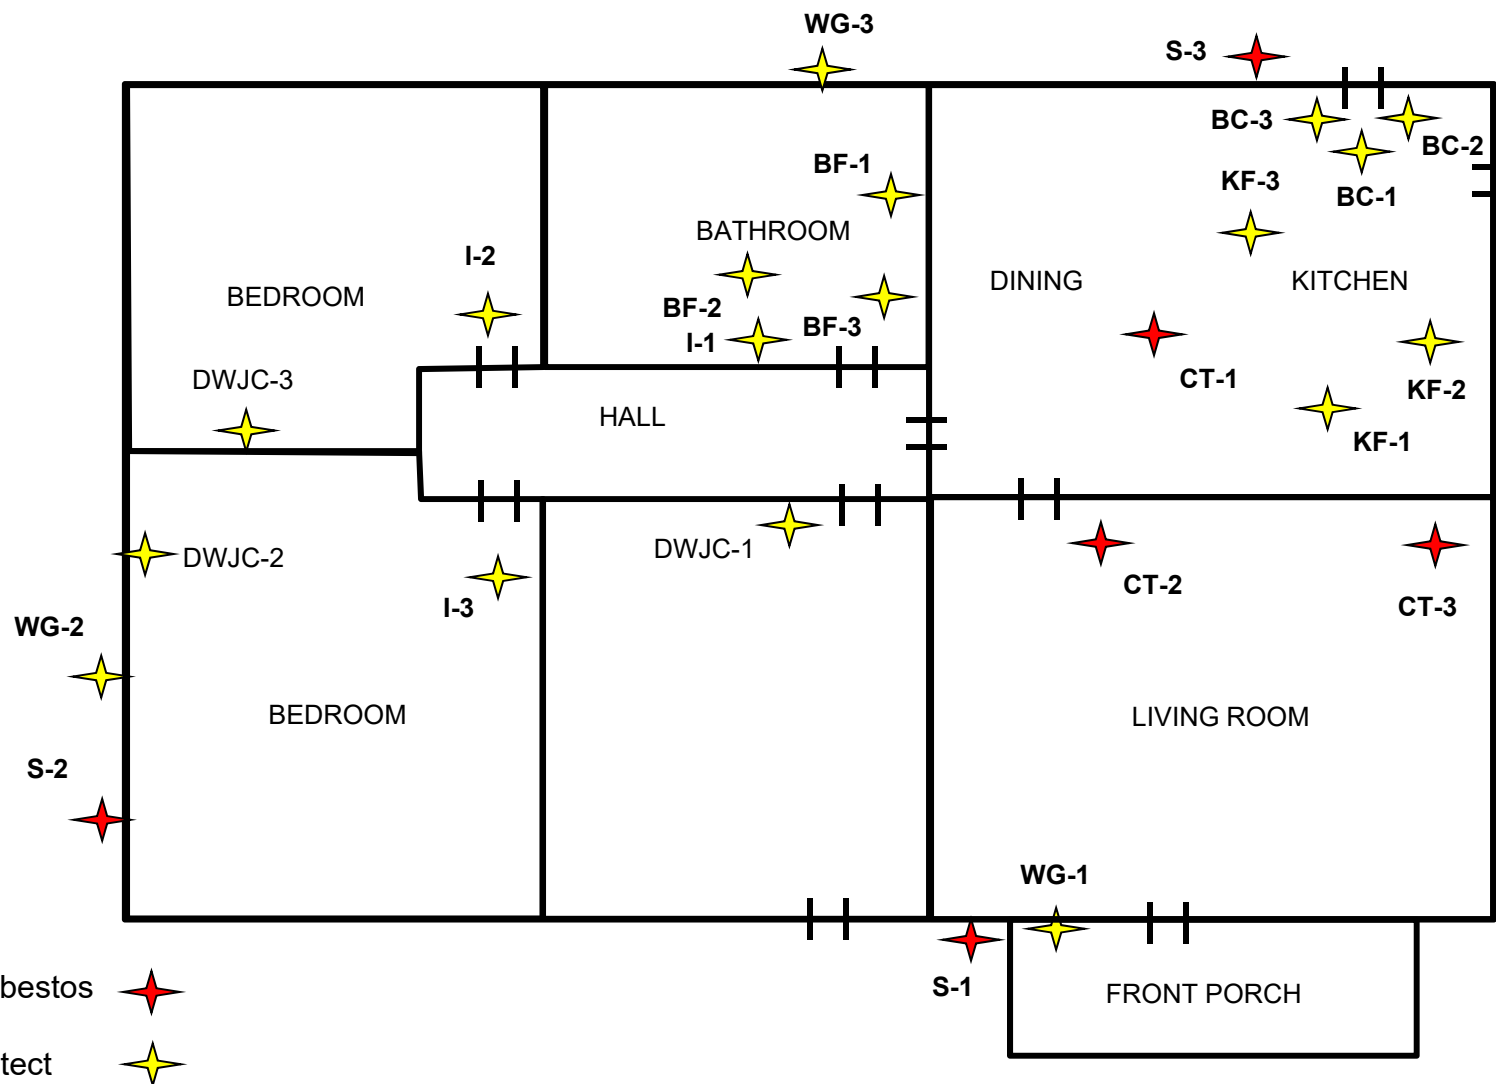 WG-3
S-3
BC-3
BC-2
BF-1
KF-3
BC-1
BATHROOM
I-2
DINING
KITCHEN
BEDROOM
BF-2
BF-3
I-1
DWJC-3
CT-1
KF-2
HALL
KF-1
DWJC-1
DWJC-2
CT-2
I-3
CT-3
WG-2
BEDROOM
LIVING ROOM
S-2
WG-1
bestos
S-1
FRONT PORCH
tect